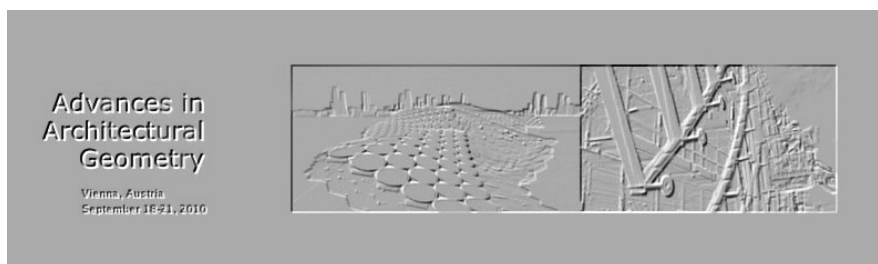 Advances in
Architectural
Geometry
Vienna, Austria
September 18-21, 2010